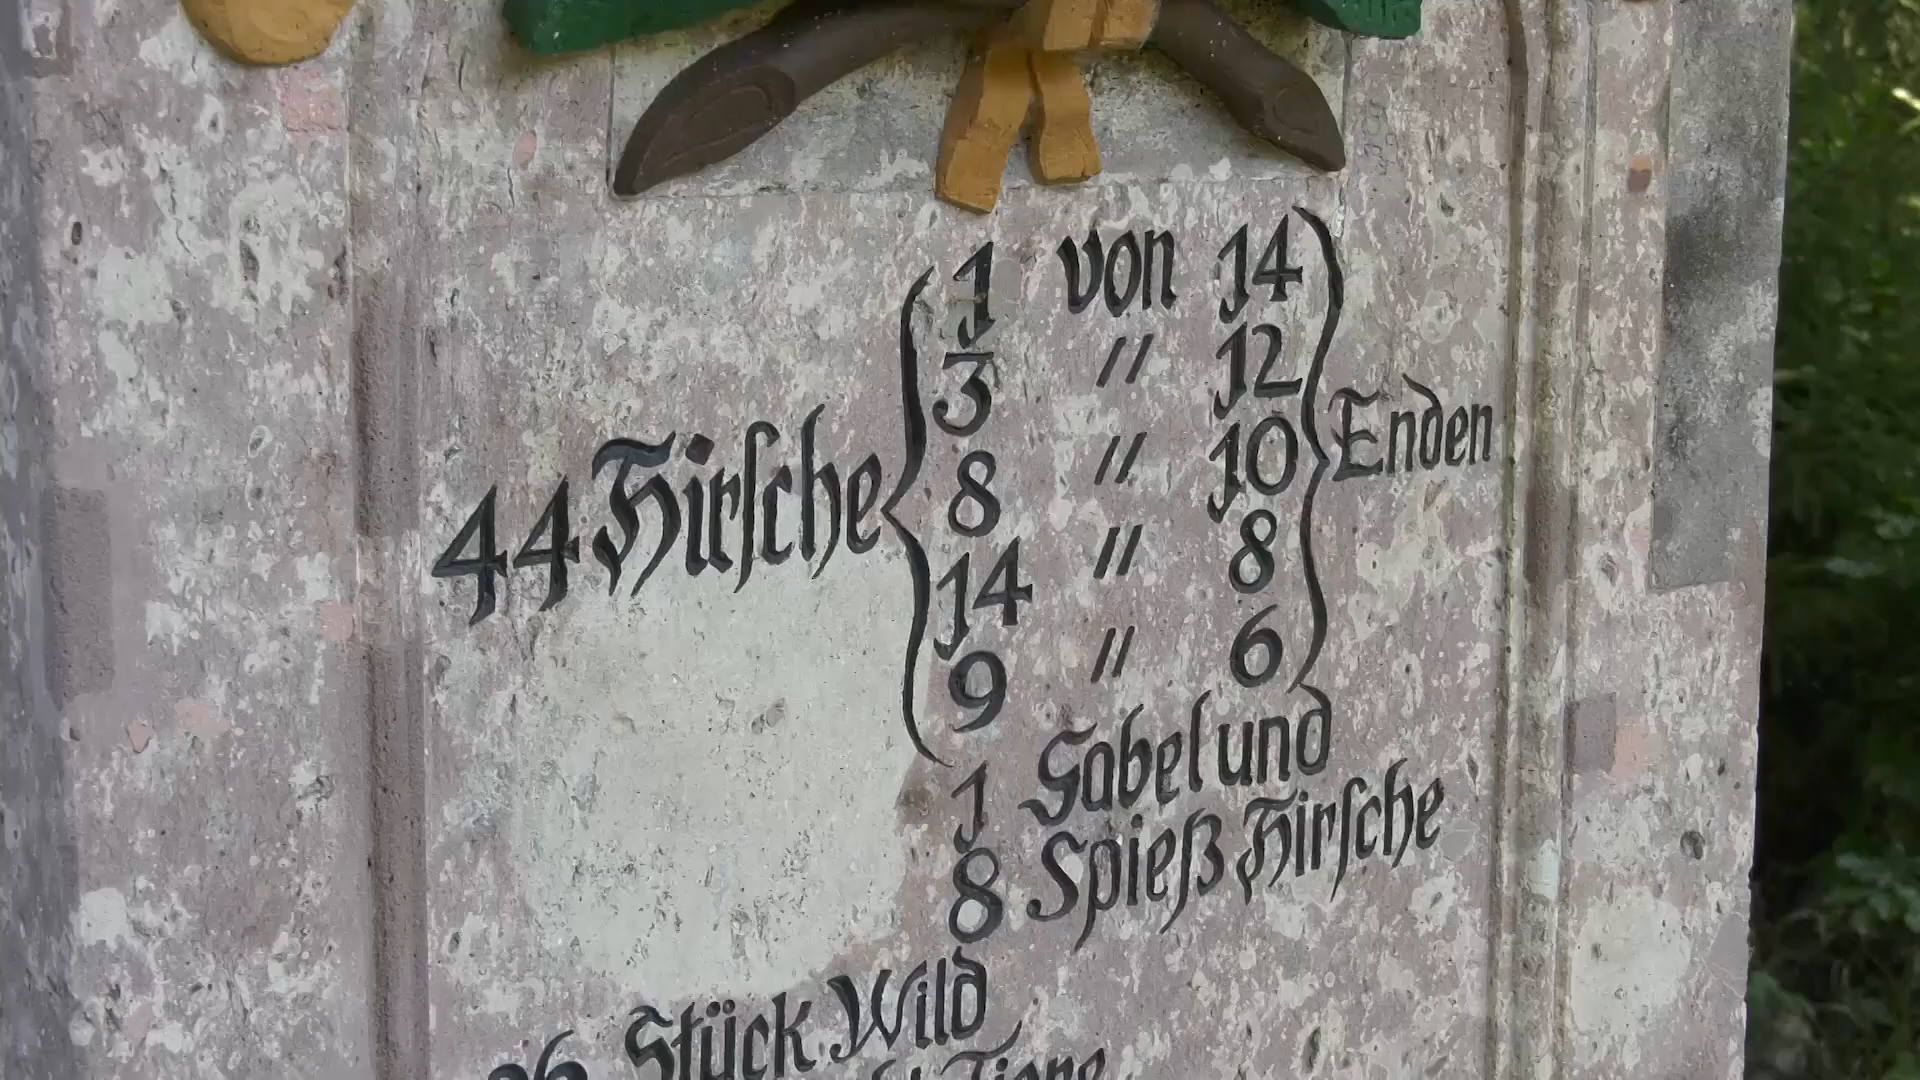 1 von 14
3 〃 12
8 〃 10
44 Hirsche Enden
14 〃 8
9 〃 6
1 Gabel und
8 Spieß Hirsche
Stück Wild